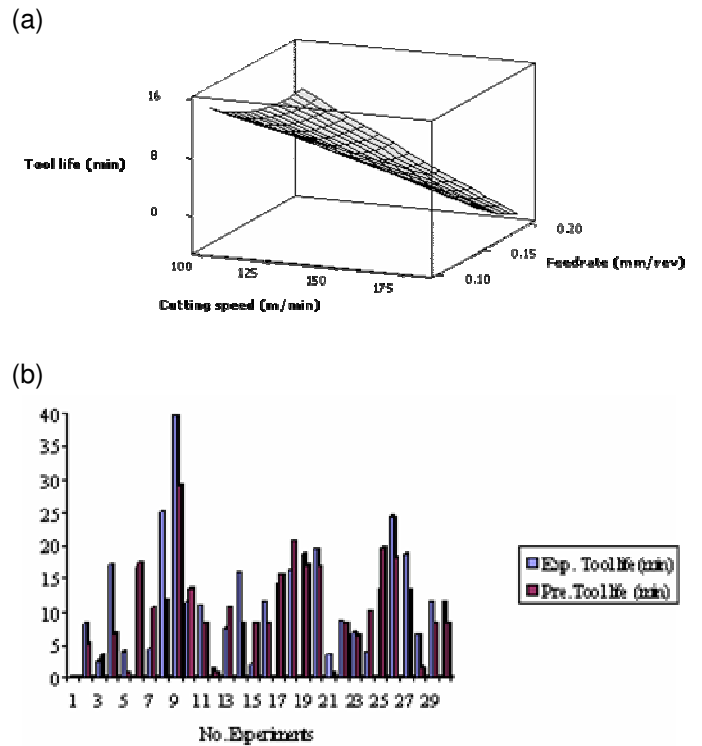 (a)
16
Tool life (min)
8
0
0.20
0.15
Feedrate (mm/rev)
0.10
100
125
150
175
Cutting speed (m/min)
(b)
40
35
30
25
20
15
10
5
0
1 3 5 7 9 11 13 15 17 19 21 23 25 27 29
No.Experiments
Exp. Tool life (min)
Pre. Tool life (min)